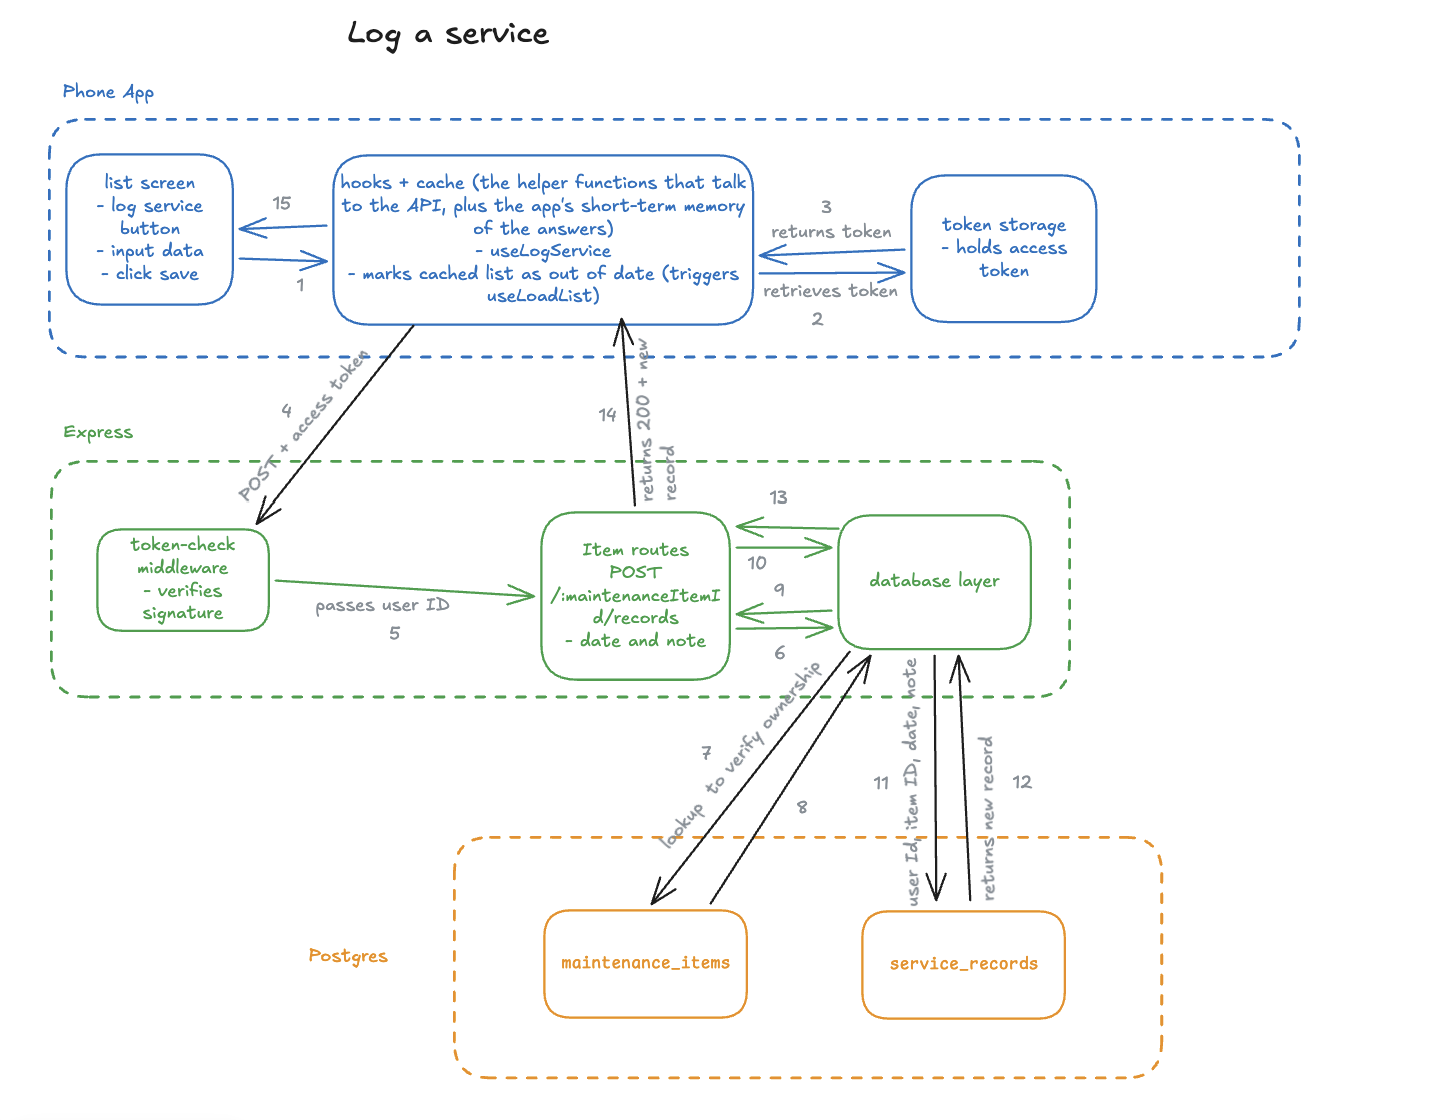 Log a service
Phone App
list screen
- log service
button
- input data
- click save
15
1
hooks + cache (the helper functions that talk
to the API, plus the app's short-term memory
of the answers)
- useLogService
- marks cached list as out of date (triggers
useLoadList)
3
returns token
retrieves token
2
token storage
- holds access
token
4
POST + access token
14
returns 200 + new
record
Express
token-check
middleware
- verifies
signature
passes user ID
5
Item routes
POST
/:maintenanceItemI
d/records
- date and note
13
10
9
6
database layer
7
lookup to verify ownership
8
11
user Id, item ID, date, note
returns new record
12
Postgres
maintenance_items
service_records